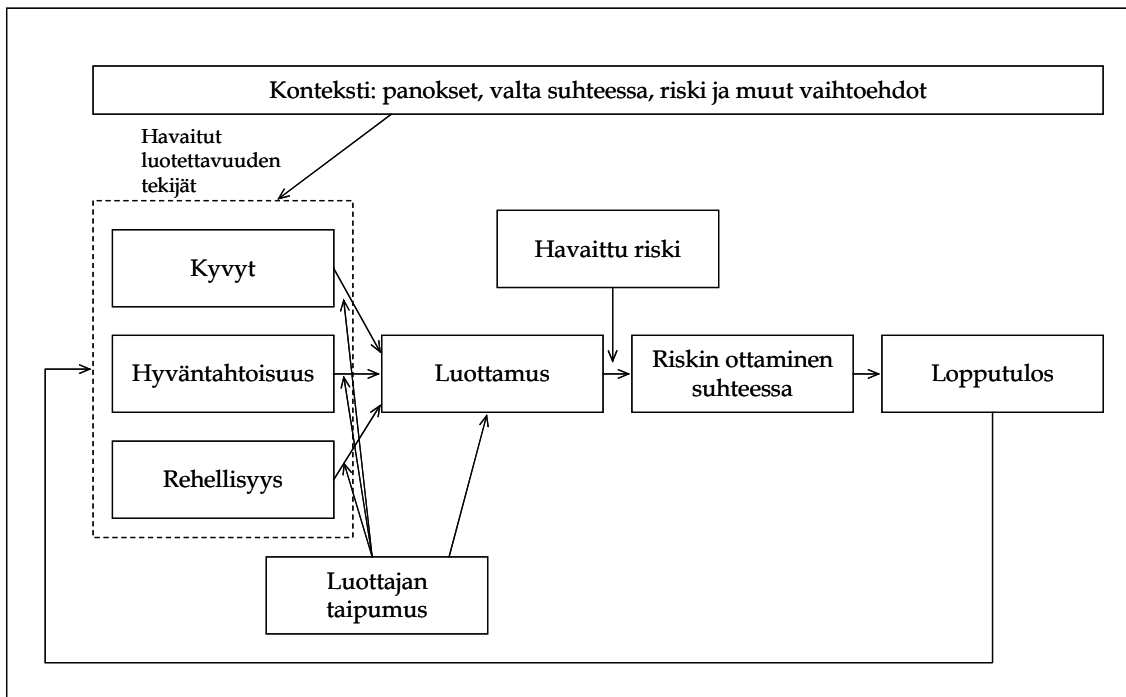 Konteksti: panokset, valta suhteessa, riski ja muut vaihtoehdot
Havaitut
luotettavuuden
tekijät
Kyvyt
Hyväntahtoisuus
Rehellisyys
Havaittu riski
Luottamus
Riskin ottaminen
suhteessa
Lopputulos
Luottajan
taipumus